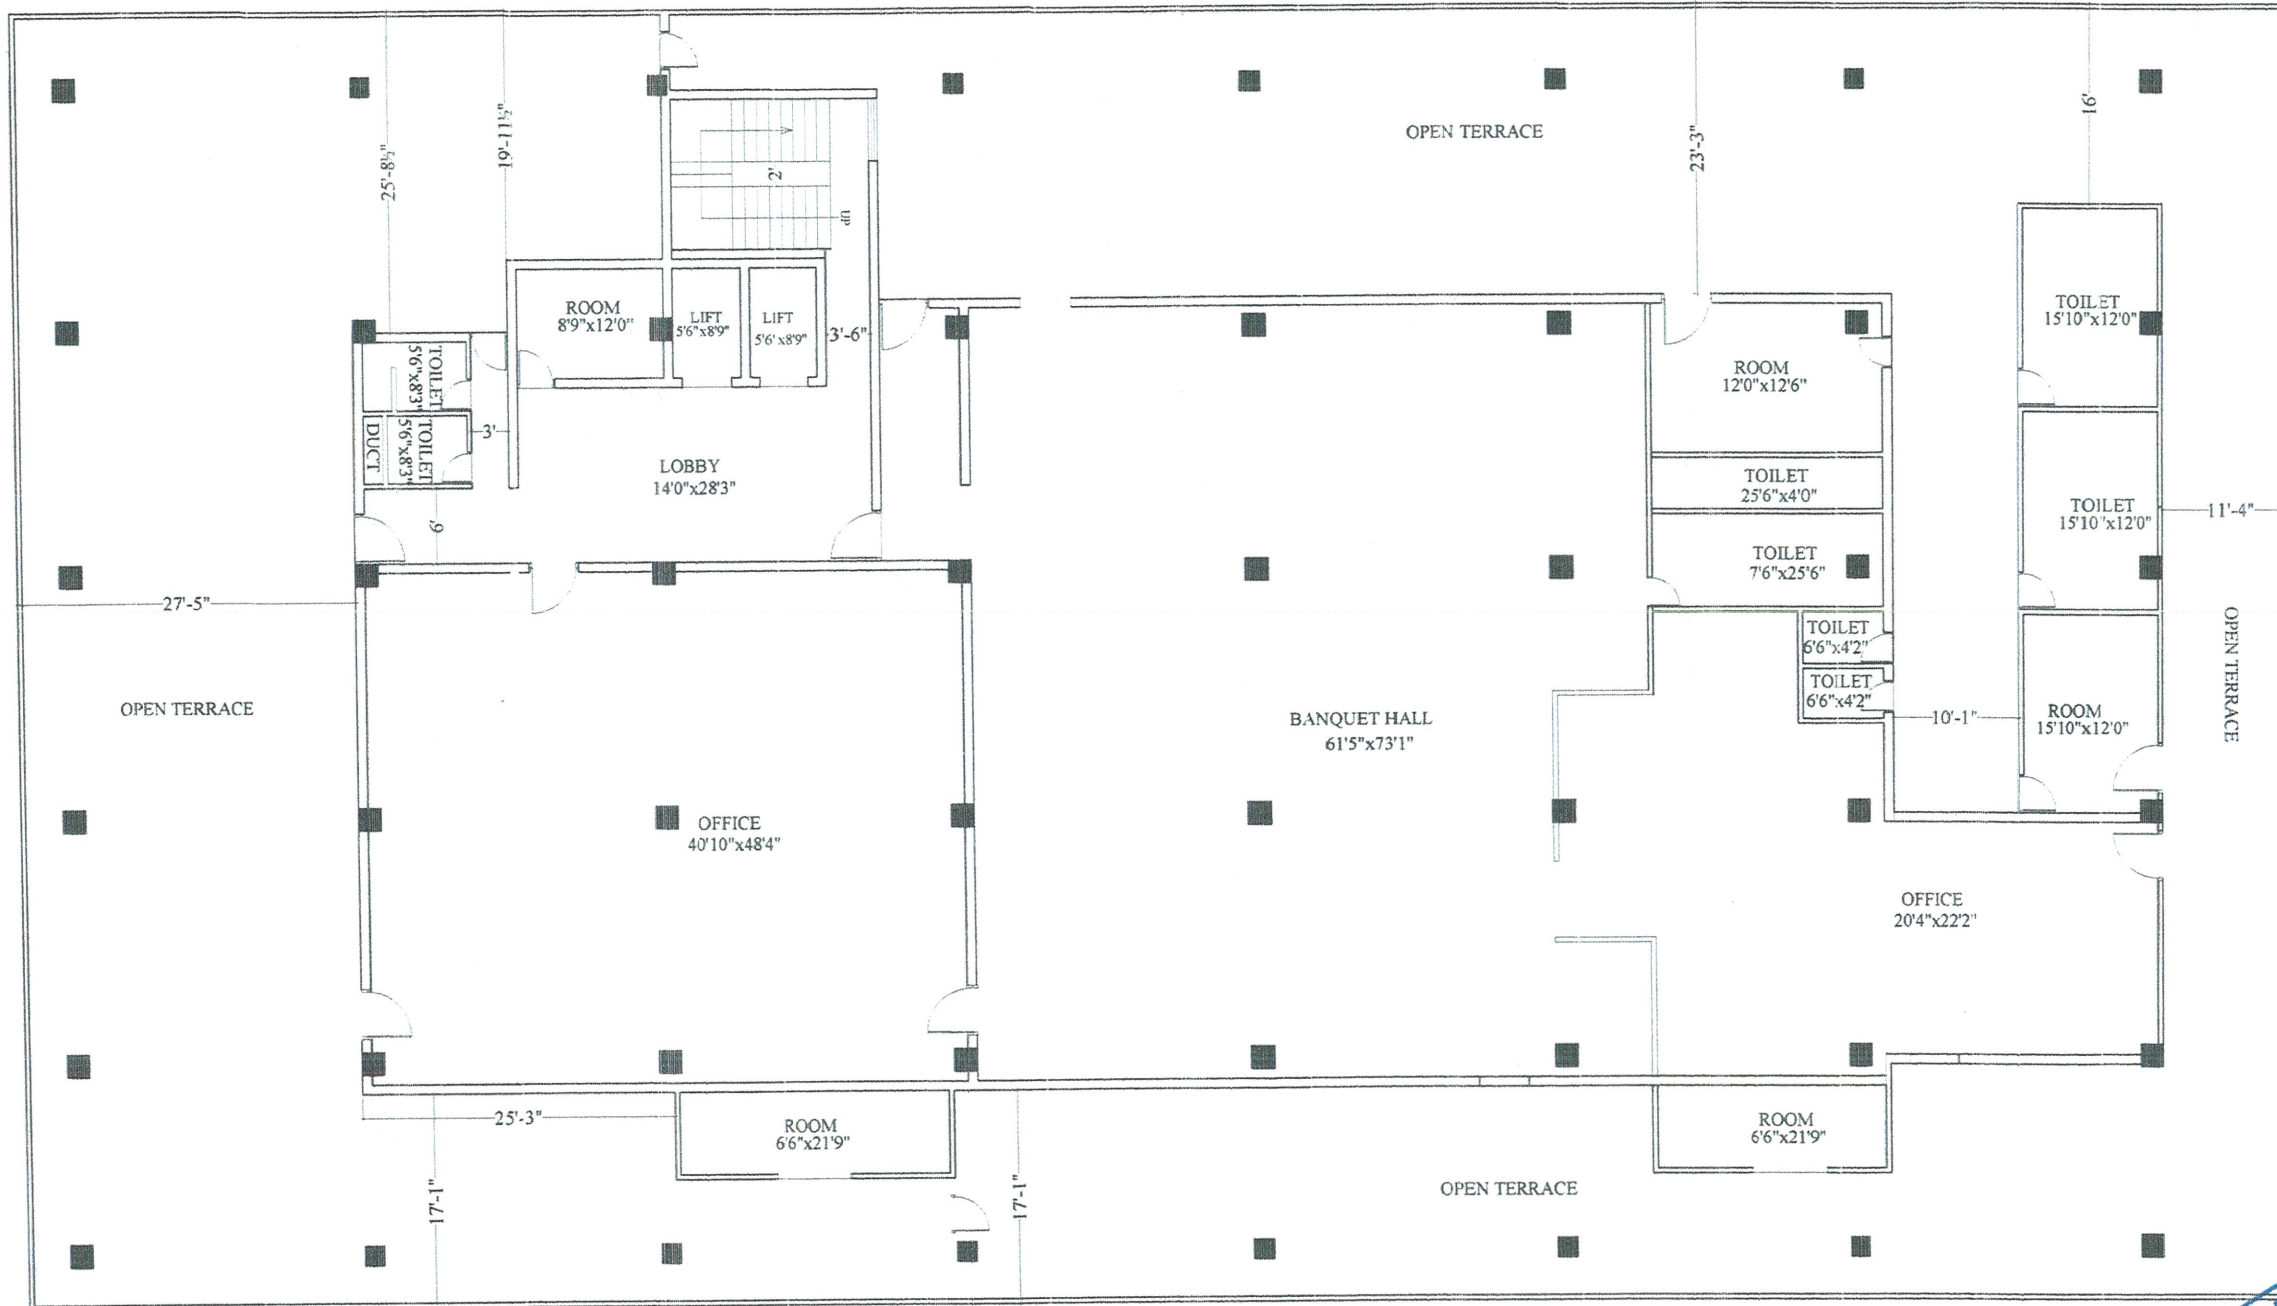 16'
OPEN TERRACE
23'-3"
19'-11½"
25'-8½"
2'
UP
ROOM
8'9"x12'0"
LIFT
5'6"x8'9"
LIFT
5'6'x8'9"
3'-6"
TOILET
15'10"x12'0"
TOILET
5'6"x8'3"
ROOM
12'0"x12'6"
TOILET
5'6"x8'3"
DUCT
3'
LOBBY
14'0"x28'3"
TOILET
25'6"x4'0"
TOILET
15'10"x12'0"
11'-4"
6'
TOILET
7'6"x25'6"
27'-5"
TOILET
6'6"x4'2"
TOILET
6'6"x4'2"
OPEN TERRACE
OPEN TERRACE
BANQUET HALL
61'5"x73'1"
10'-1"
ROOM
15'10"x12'0"
OFFICE
40'10"x48'4"
OFFICE
20'4"x22'2"
25'-3"
ROOM
6'6"x21'9"
ROOM
6'6"x21'9"
17'-1"
17'-1"
OPEN TERRACE